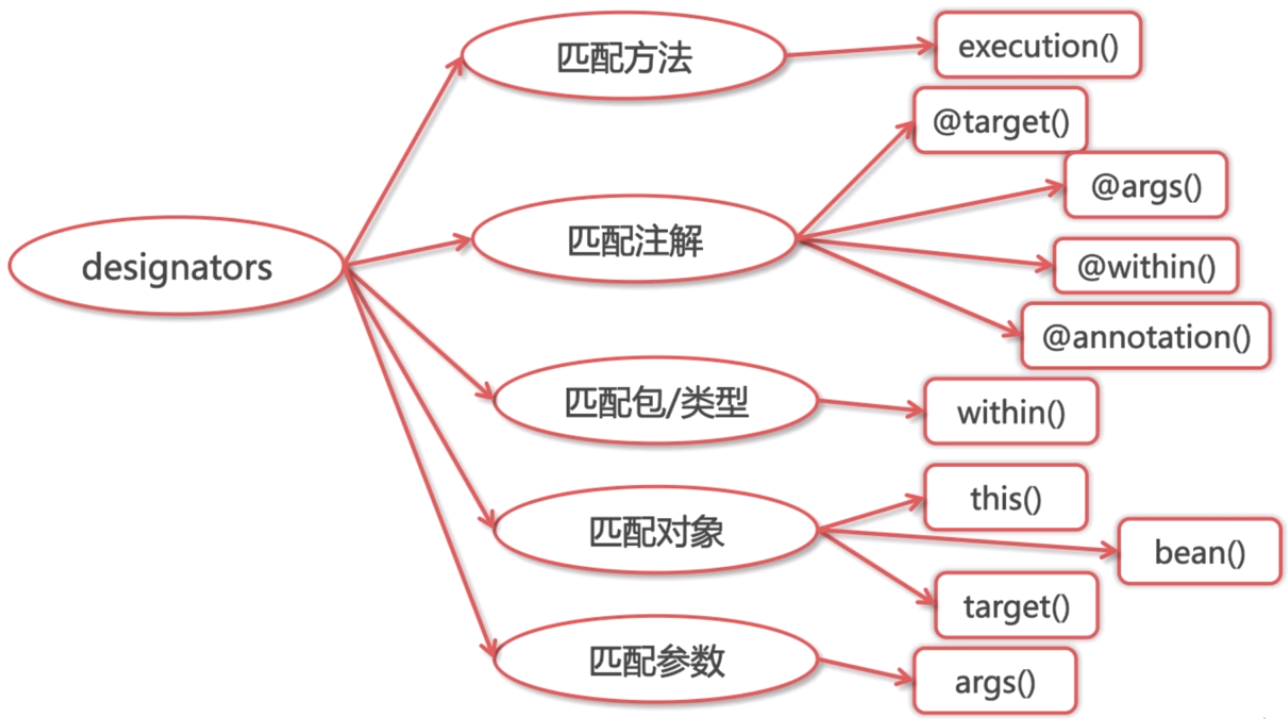 designators
匹配方法
execution()
匹配注解
@target()
@args()
@within()
@annotation()
匹配包/类型
within()
匹配对象
this()
bean()
target()
匹配参数
args()